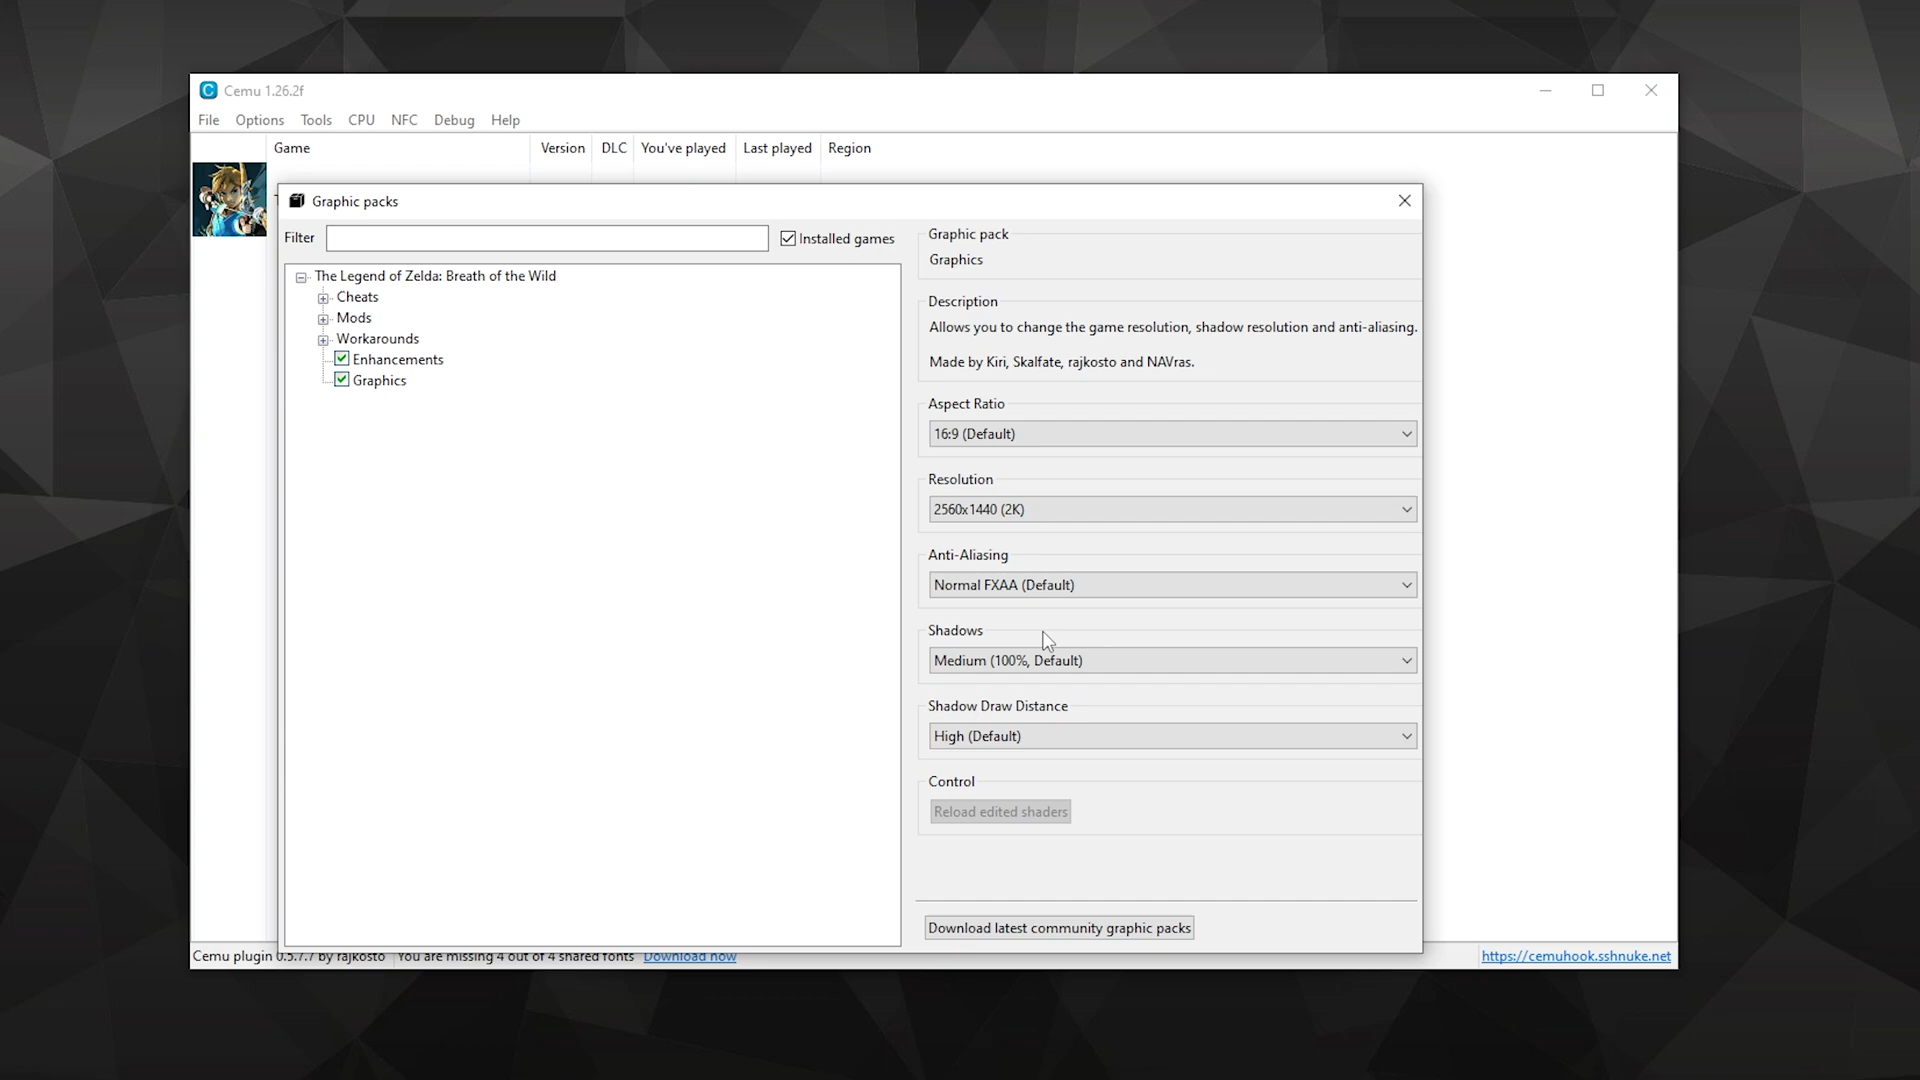 Cemu 1.26.2f
File Options Tools CPU NFC Debug Help
Game Version DLC You've played Last played Region
Graphic packs
Filter
Installed games
The Legend of Zelda: Breath of the Wild
Cheats
Mods
Workarounds
Enhancements
Graphics
Graphic pack
Graphics
Description
Allows you to change the game resolution, shadow resolution and anti-aliasing.
Made by Kiri, Skalfate, rajkosto and NAVras.
Aspect Ratio
16:9 (Default)
Resolution
2560x1440 (2K)
Anti-Aliasing
Normal FXAA (Default)
Shadows
Medium (100%, Default)
Shadow Draw Distance
High (Default)
Control
Reload edited shaders
Download latest community graphic packs
Cemu plugin 0.5.7.7 by rajkosto You are missing 4 out of 4 shared fonts Download now https://cemuhook.sshnuke.net